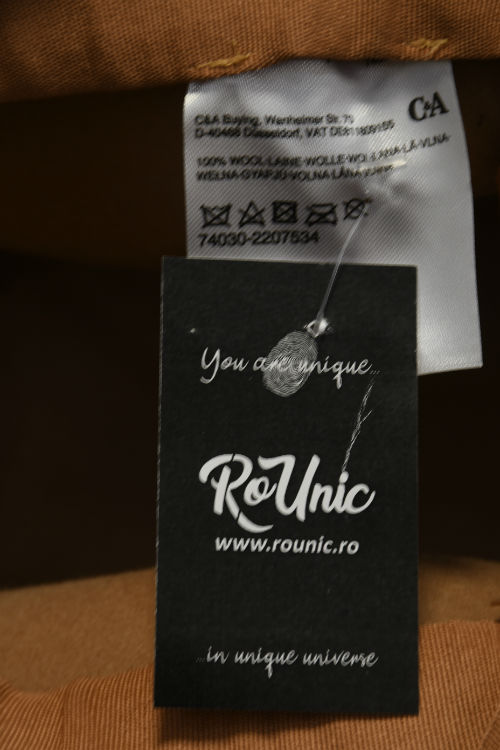 C&A
C&A Buying, Wanheimer Str. 70
D-40468 Düsseldorf, VAT DE811809155
100% WOOL-LAINE-WOLLE-WOL-LANA-LÃ-VLNA-
WEŁNA-GYAPJÚ-VOLNA-LÂNĂ-
74030-2207534
You are unique...
RoUnic
www.rounic.ro
...in unique universe